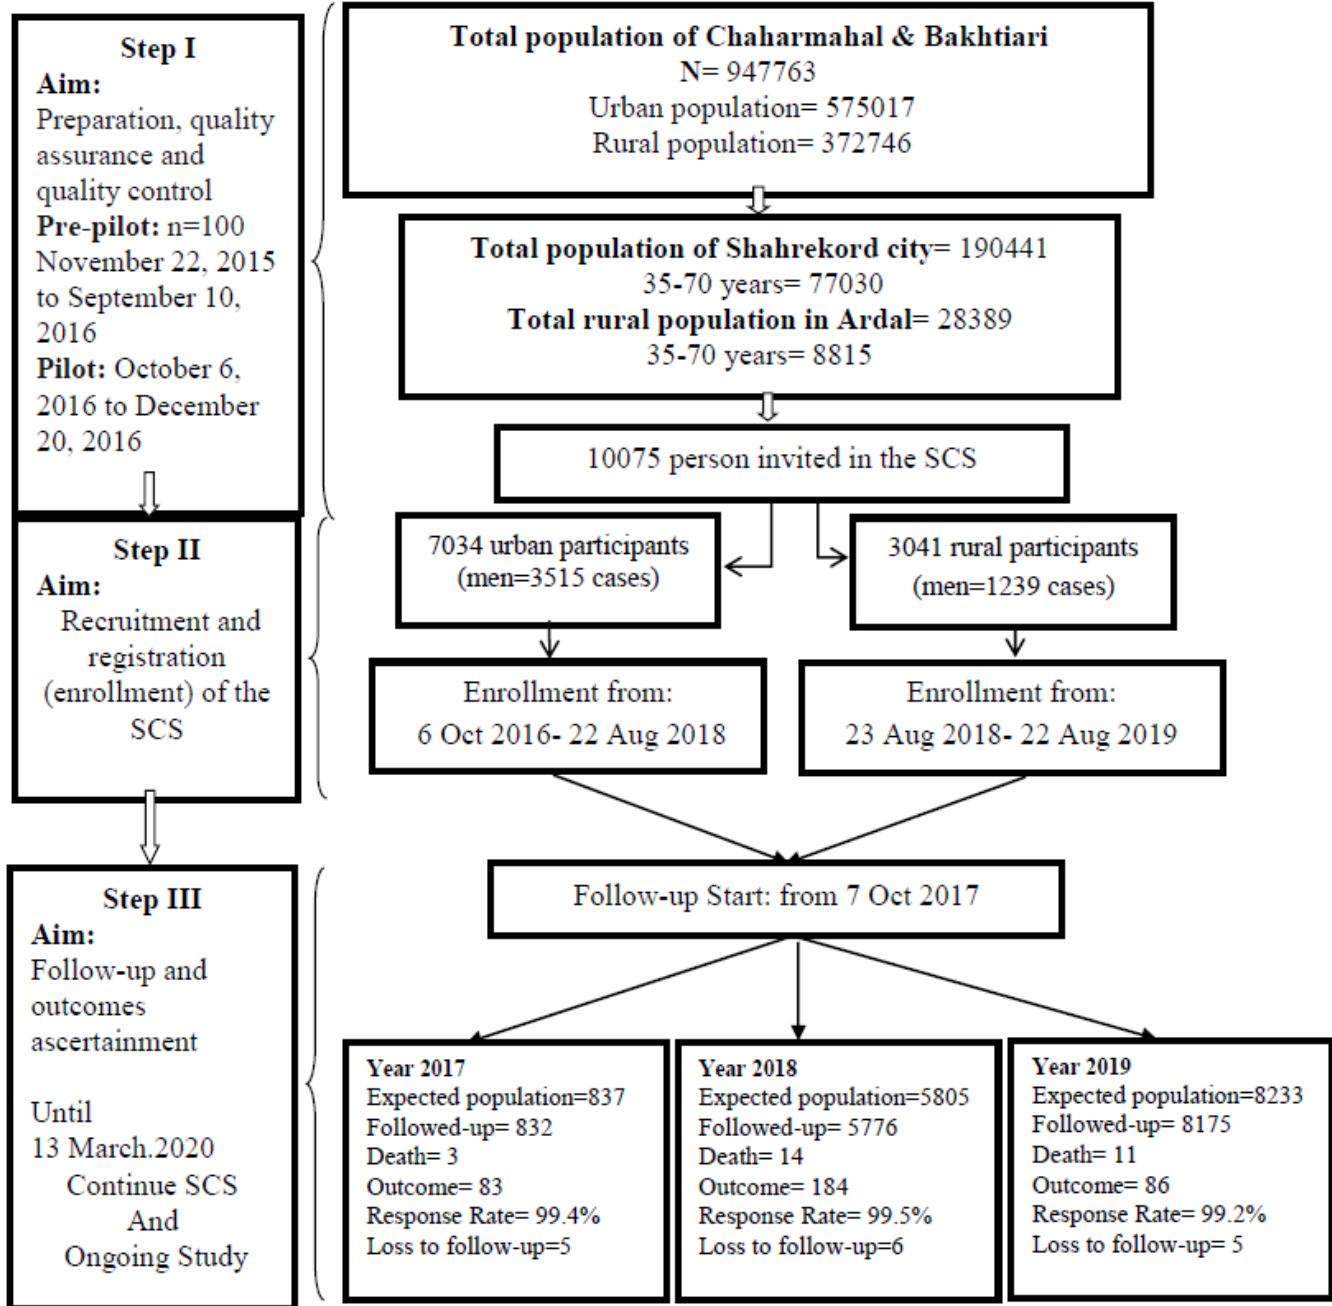 Step I
Aim:
Preparation, quality
assurance and
quality control
Pre-pilot: n=100
November 22, 2015
to September 10,
2016
Pilot: October 6,
2016 to December
20, 2016
Total population of Chaharmahal & Bakhtiari
N= 947763
Urban population= 575017
Rural population= 372746
Total population of Shahrekord city= 190441
35-70 years= 77030
Total rural population in Ardal= 28389
35-70 years= 8815
10075 person invited in the SCS
Step II
Aim:
Recruitment and
registration
(enrollment) of the
SCS
7034 urban participants
(men=3515 cases)
3041 rural participants
(men=1239 cases)
Enrollment from:
6 Oct 2016- 22 Aug 2018
Enrollment from:
23 Aug 2018- 22 Aug 2019
Step III
Aim:
Follow-up and
outcomes
ascertainment
Until
13 March.2020
Continue SCS
And
Ongoing Study
Follow-up Start: from 7 Oct 2017
Year 2017
Expected population=837
Followed-up= 832
Death= 3
Outcome= 83
Response Rate= 99.4%
Loss to follow-up=5
Year 2018
Expected population=5805
Followed-up= 5776
Death= 14
Outcome= 184
Response Rate= 99.5%
Loss to follow-up=6
Year 2019
Expected population=8233
Followed-up= 8175
Death= 11
Outcome= 86
Response Rate= 99.2%
Loss to follow-up= 5